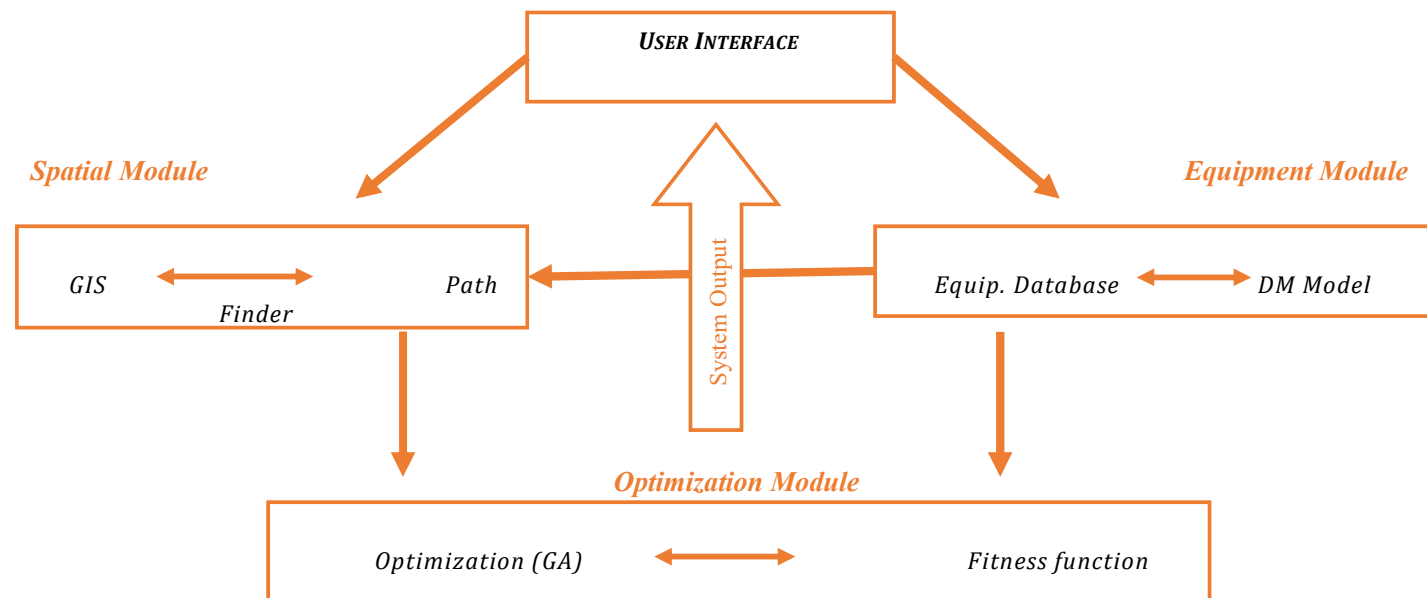 USER INTERFACE
Spatial Module
Equipment Module
GIS Path
Finder
Equip. Database DM Model
System Output
Optimization Module
Optimization (GA) Fitness function